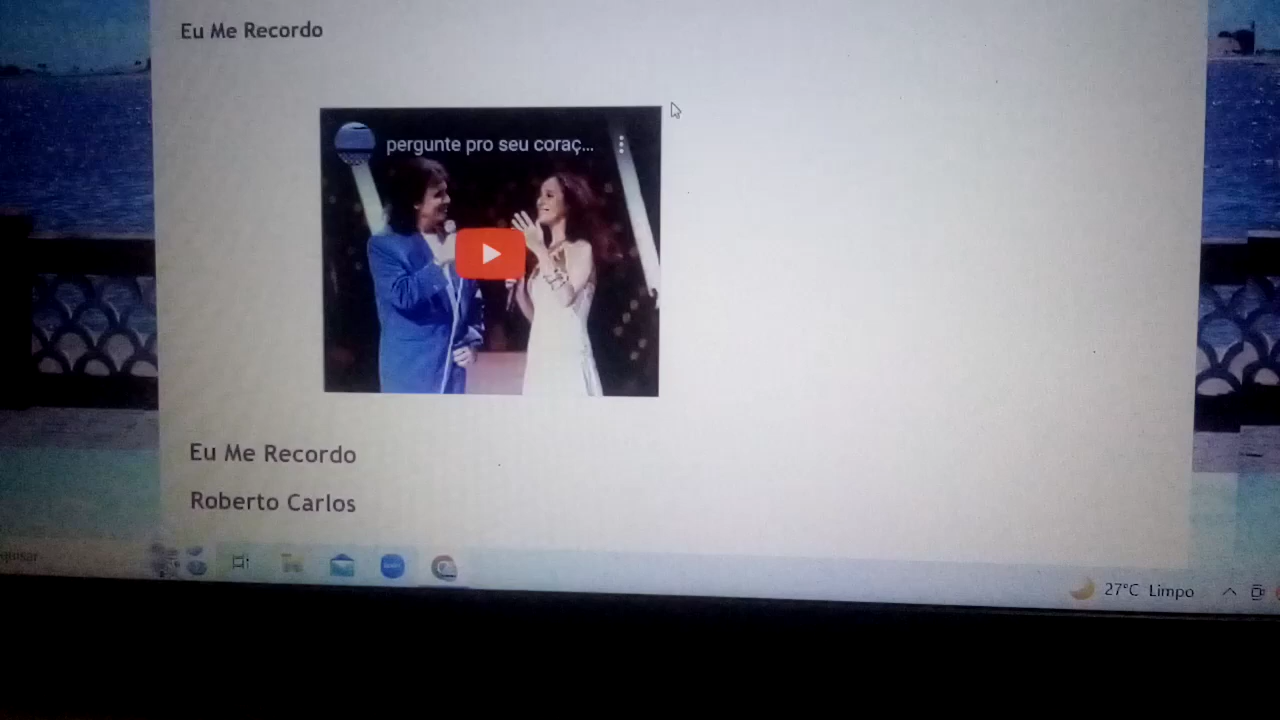 Eu Me Recordo
pergunte pro seu coraç...
Eu Me Recordo
Roberto Carlos
27°C Limpo